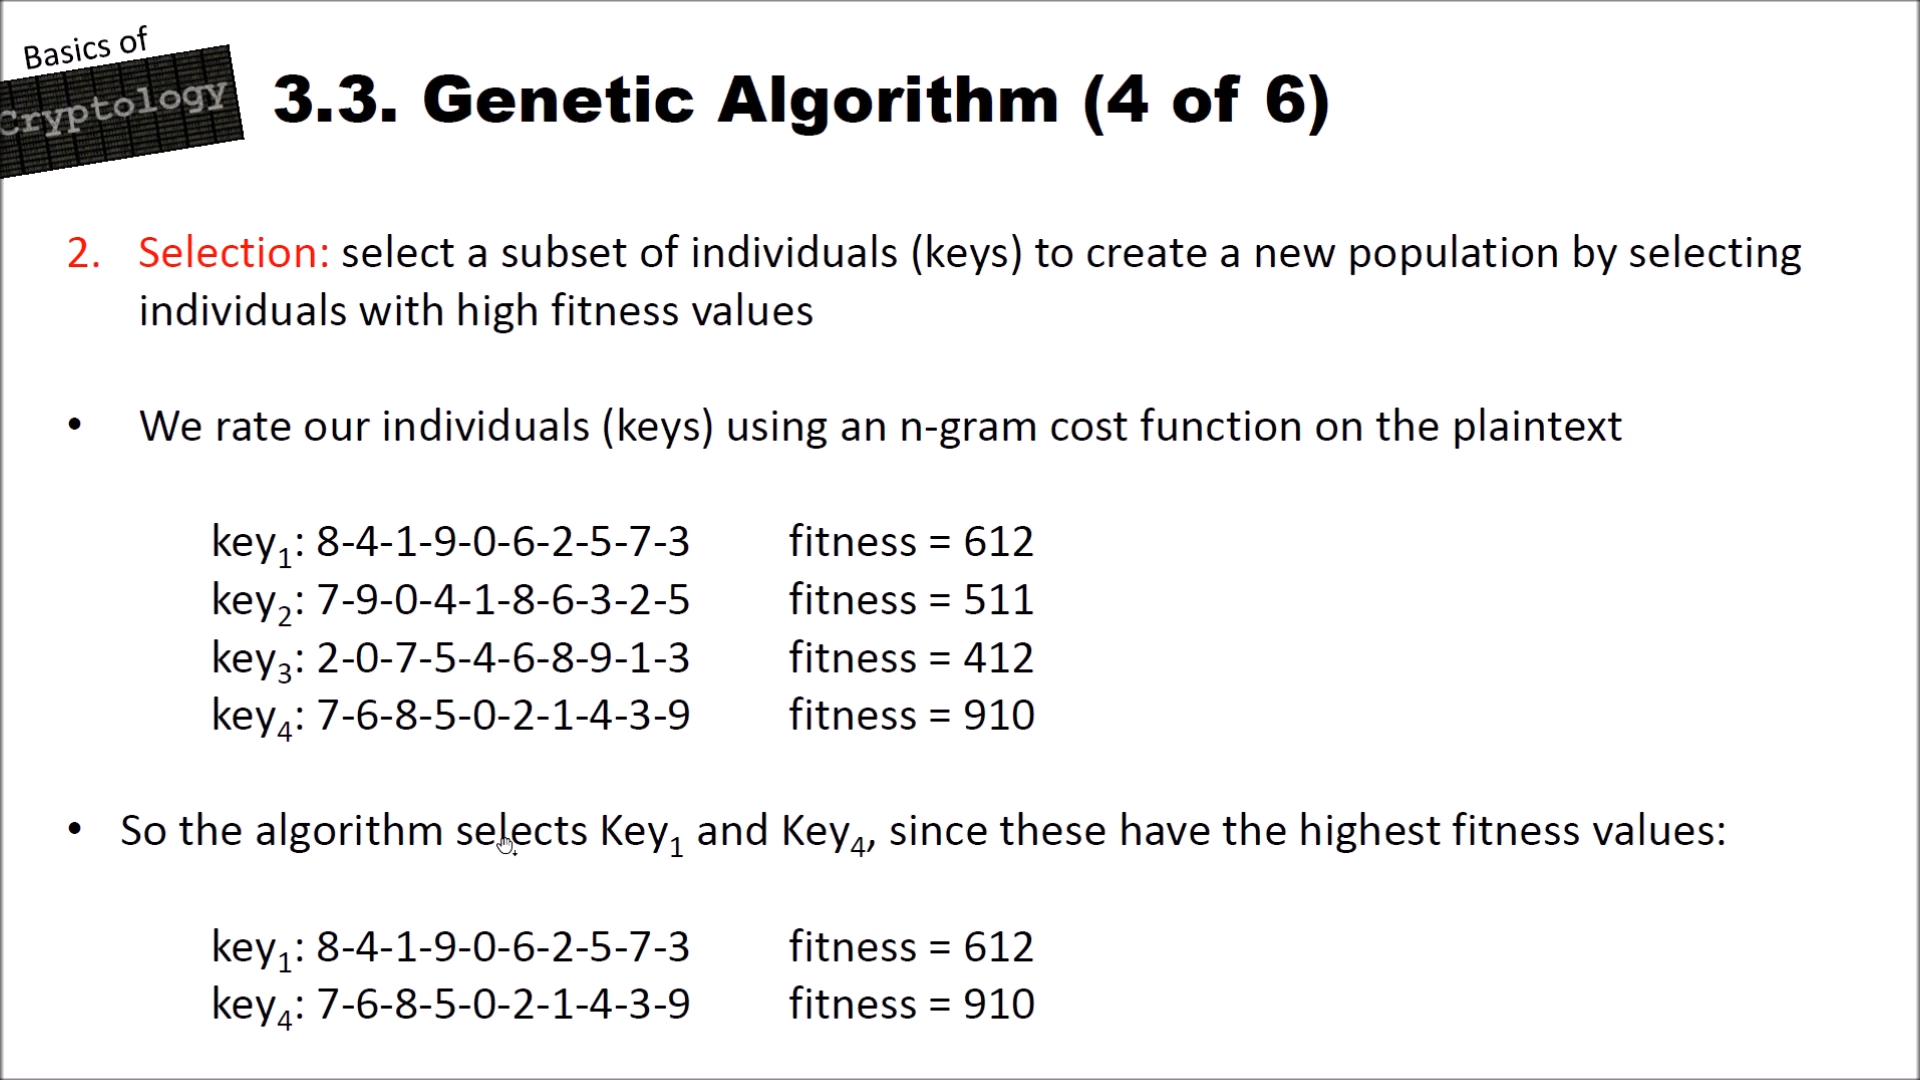 Basics of
Cryptology
3.3. Genetic Algorithm (4 of 6)
2. Selection: select a subset of individuals (keys) to create a new population by selecting
individuals with high fitness values
• We rate our individuals (keys) using an n-gram cost function on the plaintext
key₁: 8-4-1-9-0-6-2-5-7-3 fitness = 612
key₂: 7-9-0-4-1-8-6-3-2-5 fitness = 511
key₃: 2-0-7-5-4-6-8-9-1-3 fitness = 412
key₄: 7-6-8-5-0-2-1-4-3-9 fitness = 910
• So the algorithm selects Key₁ and Key₄, since these have the highest fitness values:
key₁: 8-4-1-9-0-6-2-5-7-3 fitness = 612
key₄: 7-6-8-5-0-2-1-4-3-9 fitness = 910